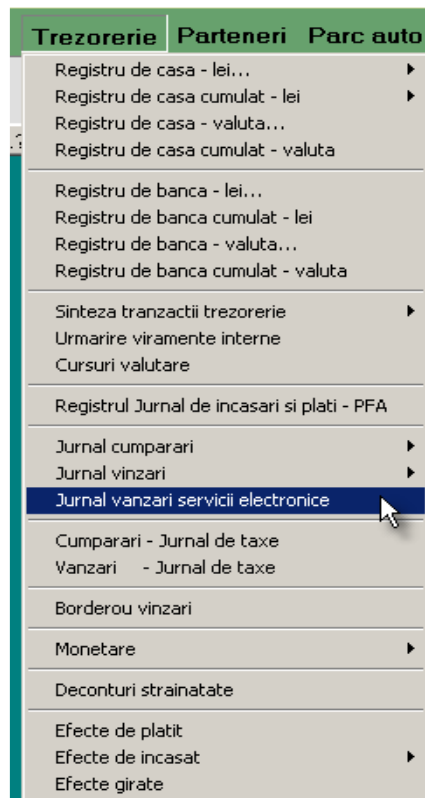 Trezorerie Parteneri Parc auto
Registru de casa - lei...
Registru de casa cumulat - lei
Registru de casa - valuta...
Registru de casa cumulat - valuta
Registru de banca - lei...
Registru de banca cumulat - lei
Registru de banca - valuta...
Registru de banca cumulat - valuta
Sinteza tranzactii trezorerie
Urmarire viramente interne
Cursuri valutare
Registrul Jurnal de incasari si plati - PFA
Jurnal cumparari
Jurnal vinzari
Jurnal vanzari servicii electronice
Cumparari - Jurnal de taxe
Vanzari - Jurnal de taxe
Borderou vinzari
Monetare
Deconturi strainatate
Efecte de platit
Efecte de incasat
Efecte girate